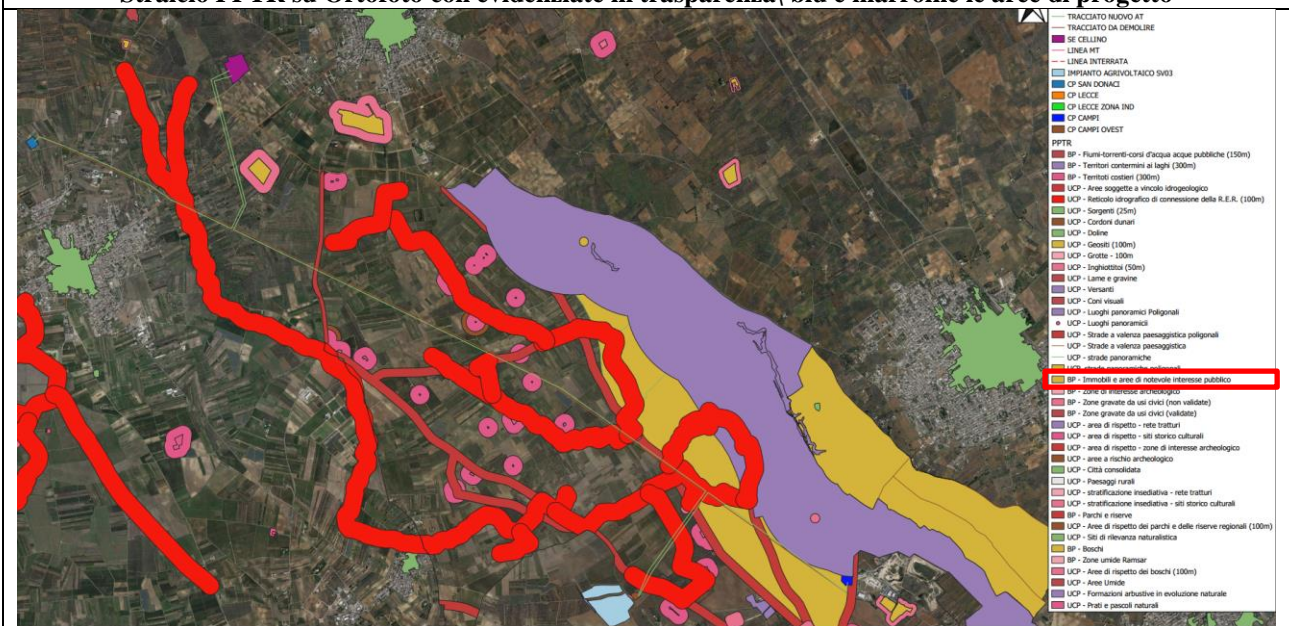 Stralcio PPTR su Ortofoto con evidenziate in trasparenza\ blu e marrome le aree di progetto
TRACCIATO NUOVO AT
TRACCIATO DA DEMOLIRE
SE CELLINO
LINEA MT
LINEA INTERRATA
IMPIANTO AGRIVOLTAICO SV03
CP SAN DONACI
CP LECCE
CP LECCE ZONA IND
CP CAMPI
CP CAMPI OVEST
PPTR
BP - Fiumi-torrenti-corsi d'acqua acque pubbliche (150m)
BP - Territori contermini ai laghi (300m)
BP - Territoti costieri (300m)
UCP - Aree soggette a vincolo idrogeologico
UCP - Reticolo idrografico di connessione della R.E.R. (100m)
UCP - Sorgenti (25m)
UCP - Cordoni dunari
UCP - Doline
UCP - Geositi (100m)
UCP - Grotte - 100m
UCP - Inghiottitoi (50m)
UCP - Lame e gravine
UCP - Versanti
UCP - Coni visuali
UCP - Luoghi panoramici Poligonali
UCP - Luoghi panoramicii
UCP - Strade a valenza paesaggistica poligonali
UCP - Strade a valenza paesaggistica
UCP - strade panoramiche
UCP - strade panoramiche poligonali
BP - Immobili e aree di notevole interesse pubblico
BP - Zone di interesse archeologico
BP - Zone gravate da usi civici (non validate)
BP - Zone gravate da usi civici (validate)
UCP - area di rispetto - rete tratturi
UCP - area di rispetto - siti storico culturali
UCP - area di rispetto - zone di interesse archeologico
UCP - aree a rischio archeologico
UCP - Città consolidata
UCP - Paesaggi rurali
UCP - stratificazione insediativa - rete tratturi
UCP - stratificazione insediativa - siti storico culturali
BP - Parchi e riserve
UCP - Aree di rispetto dei parchi e delle riserve regionali (100m)
UCP - Siti di rilevanza naturalistica
BP - Boschi
BP - Zone umide Ramsar
UCP - Aree di rispetto dei boschi (100m)
UCP - Aree Umide
UCP - Formazioni arbustive in evoluzione naturale
UCP - Prati e pascoli naturali